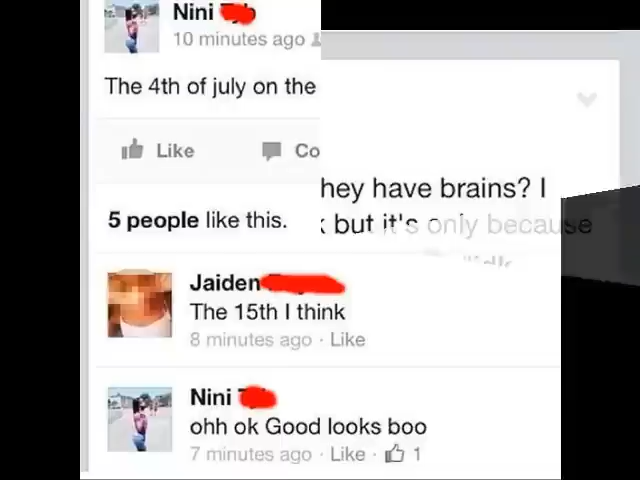 Nini
10 minutes ago
The 4th of july on the
Like
Co
hey have brains? I
but it's only because
5 people like this.
Jaiden
The 15th I think
8 minutes ago · Like
Nini
ohh ok Good looks boo
7 minutes ago · Like · 1